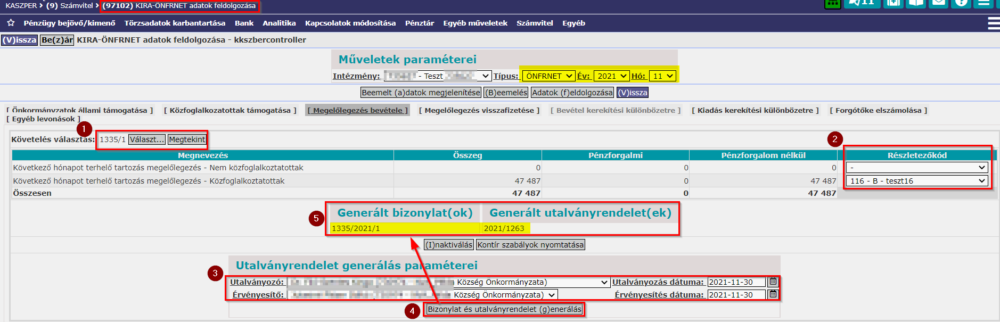 KASZPER > (9) Számvitel > (97102) KIRA-ÖNFRNET adatok feldolgozása 11
Pénzügy bejövő/kimenő Törzsadatok karbantartása Bank Analitika Kapcsolatok módosítása Pénztár Egyéb műveletek Számvitel Egyéb
(V)issza Be(z)ár KIRA-ÖNFRNET adatok feldolgozása - kkszbercontroller
Műveletek paraméterei
Intézmény: - Teszt Típus: ÖNFRNET Év: 2021 Hó: 11
Beemelt (a)datok megjelenítése (B)eemelés Adatok (f)eldolgozása (V)issza
[ Önkormányzatok állami támogatása ] [ Közfoglalkozatottak támogatása ] [ Megelőlegezés bevétele ] [ Megelőlegezés visszafizetése ] [ Bevétel kerekítési különbözetre ] [ Kiadás kerekítési különbözetre ] [ Forgótőke elszámolása ]
[ Egyéb levonások ]
1
Követelés választás: 1335/1 Választ... Megtekint 2
Megnevezés Összeg Pénzforgalmi Pénzforgalom nélkül Részletezőkód
Következő hónapot terhelő tartozás megelőlegezés - Nem közfoglalkoztatottak 0 0 0 -
Következő hónapot terhelő tartozás megelőlegezés - Közfoglalkoztatottak 47 487 0 47 487 116 - B - teszt16
Összesen 47 487 0 47 487
5 Generált bizonylat(ok) Generált utalványrendelet(ek)
1335/2021/1 2021/1263
(I)naktiválás Kontír szabályok nyomtatása
Utalványrendelet generálás paraméterei
3
Utalványozó: Község Önkormányzata) Utalványozás dátuma: 2021-11-30
Érvényesítő: Község Önkormányzata) Érvényesítés dátuma: 2021-11-30
4 Bizonylat és utalványrendelet (g)enerálás